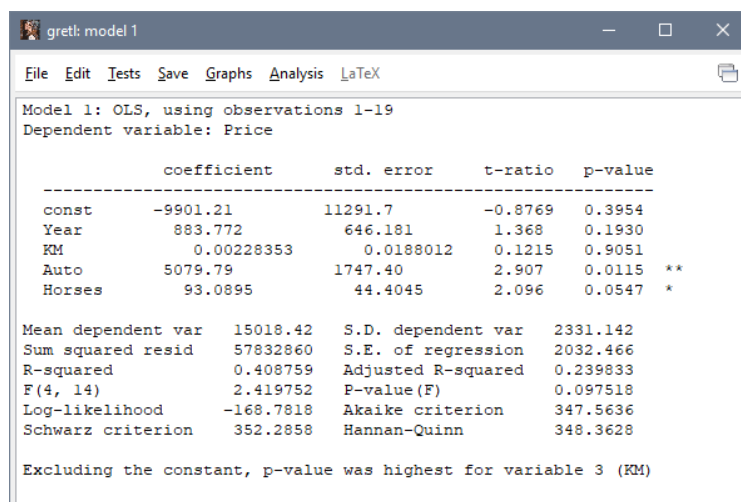 gretl: model 1
File Edit Tests Save Graphs Analysis LaTeX
Model 1: OLS, using observations 1-19
Dependent variable: Price
coefficient std. error t-ratio p-value
---------------------------------------------------------------
const -9901.21 11291.7 -0.8769 0.3954
Year 883.772 646.181 1.368 0.1930
KM 0.00228353 0.0188012 0.1215 0.9051
Auto 5079.79 1747.40 2.907 0.0115 **
Horses 93.0895 44.4045 2.096 0.0547 *
Mean dependent var 15018.42 S.D. dependent var 2331.142
Sum squared resid 57832860 S.E. of regression 2032.466
R-squared 0.408759 Adjusted R-squared 0.239833
F(4, 14) 2.419752 P-value(F) 0.097518
Log-likelihood -168.7818 Akaike criterion 347.5636
Schwarz criterion 352.2858 Hannan-Quinn 348.3628
Excluding the constant, p-value was highest for variable 3 (KM)